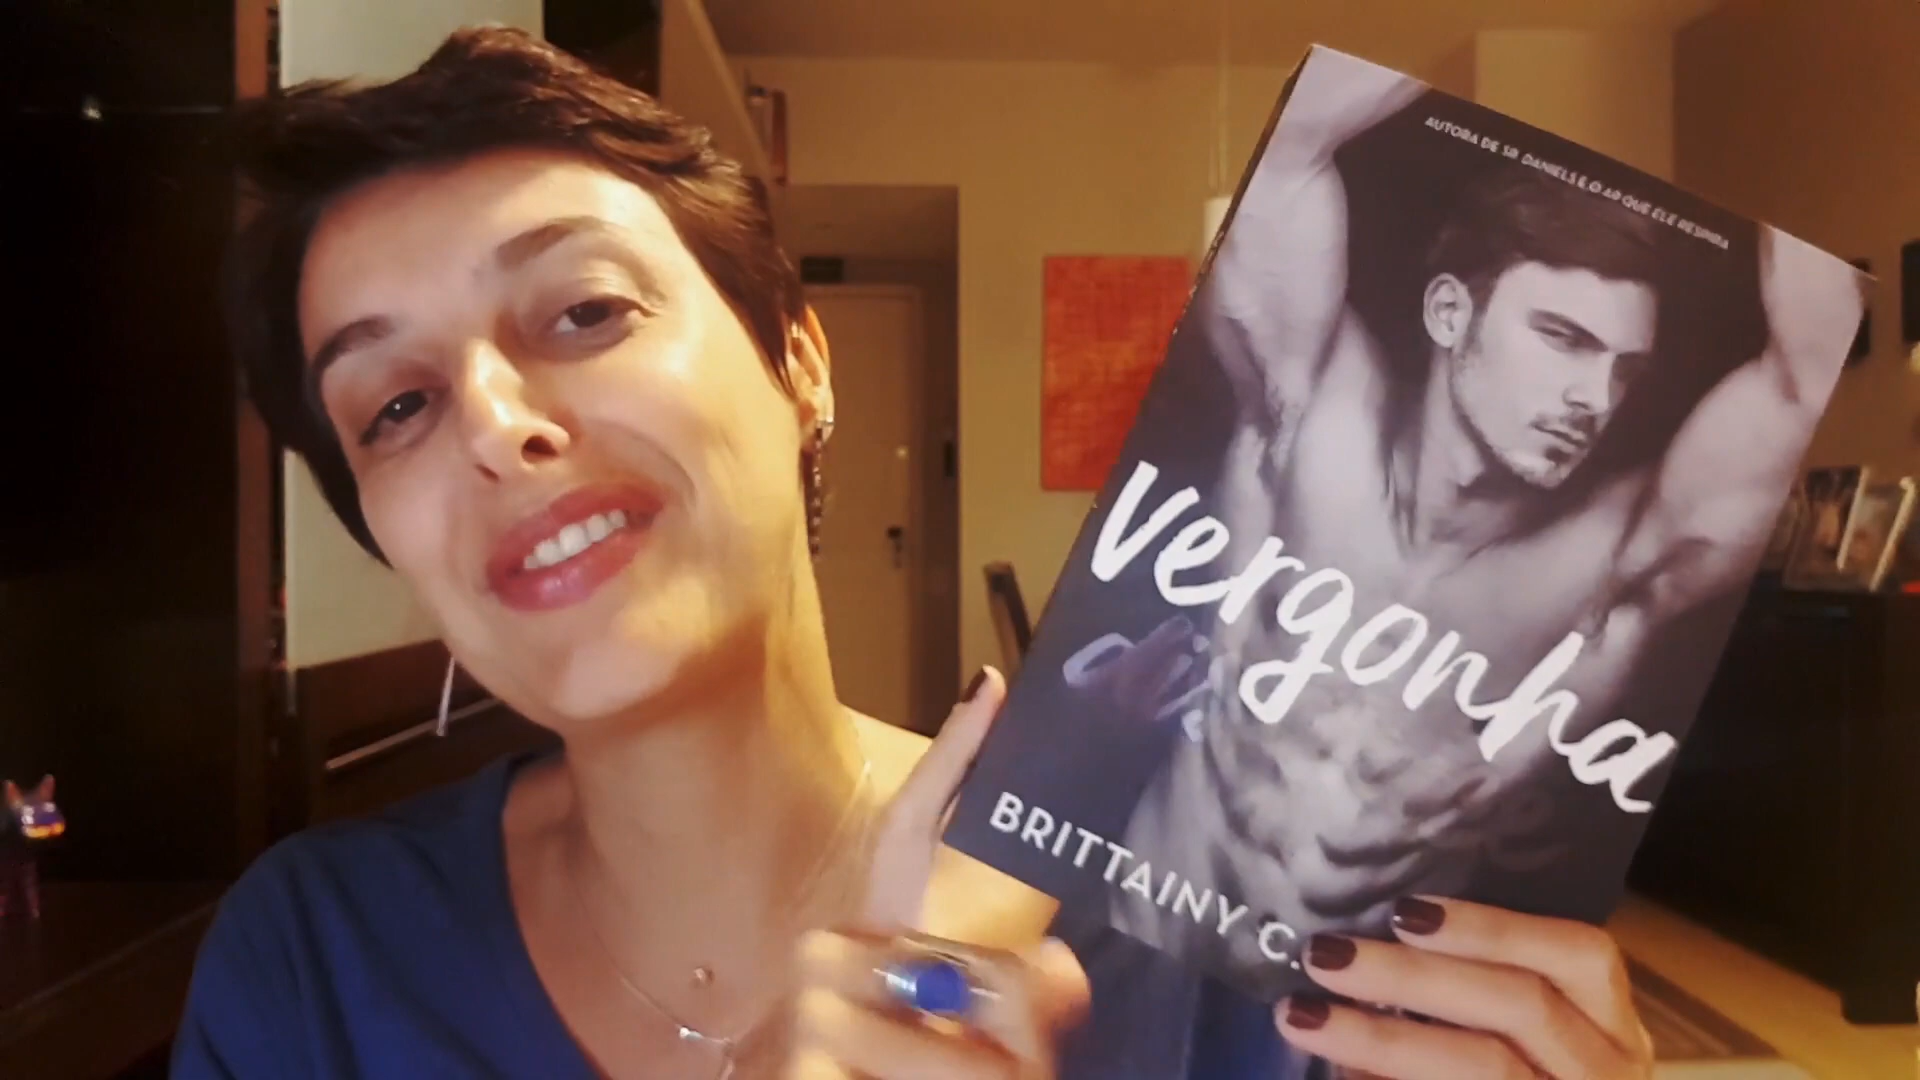 AUTORA DE SR. DANIELS E O AR QUE ELE RESPIRA
Vergonha
BRITTAINY C.